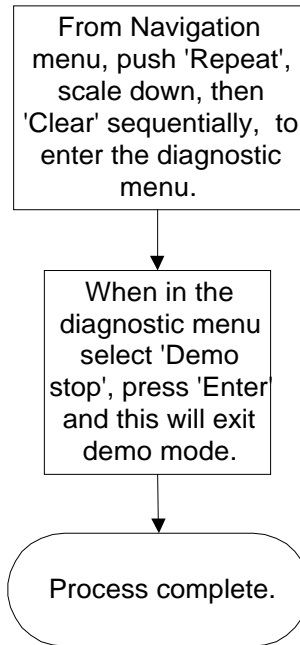 From Navigation
menu, push 'Repeat',
scale down, then
'Clear' sequentially,  to
enter the diagnostic
menu.
When in the
diagnostic menu
select 'Demo
stop', press 'Enter'
and this will exit
demo mode.
Process complete.